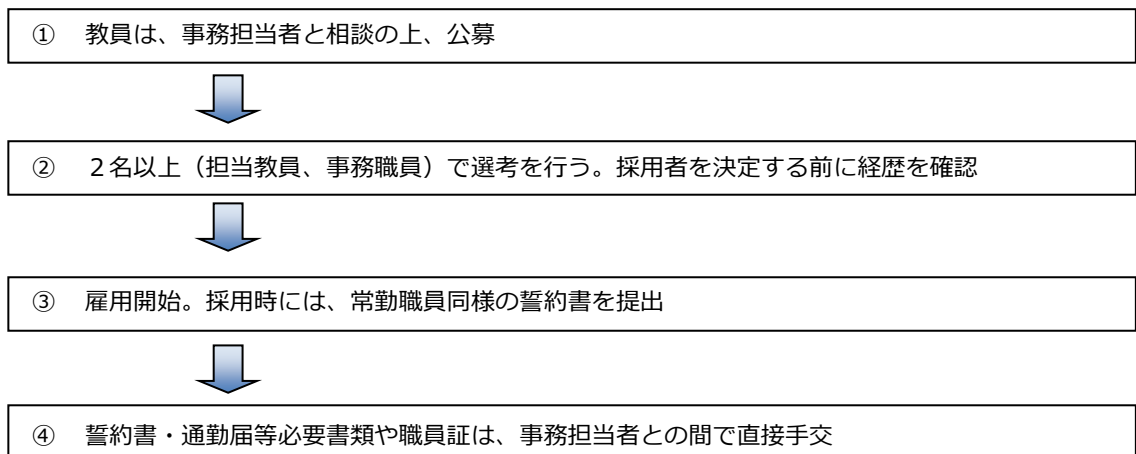 ① 教員は、事務担当者と相談の上、公募
② ２名以上（担当教員、事務職員）で選考を行う。採用者を決定する前に経歴を確認
③ 雇用開始。採用時には、常勤職員同様の誓約書を提出
④ 誓約書・通勤届等必要書類や職員証は、事務担当者との間で直接手交